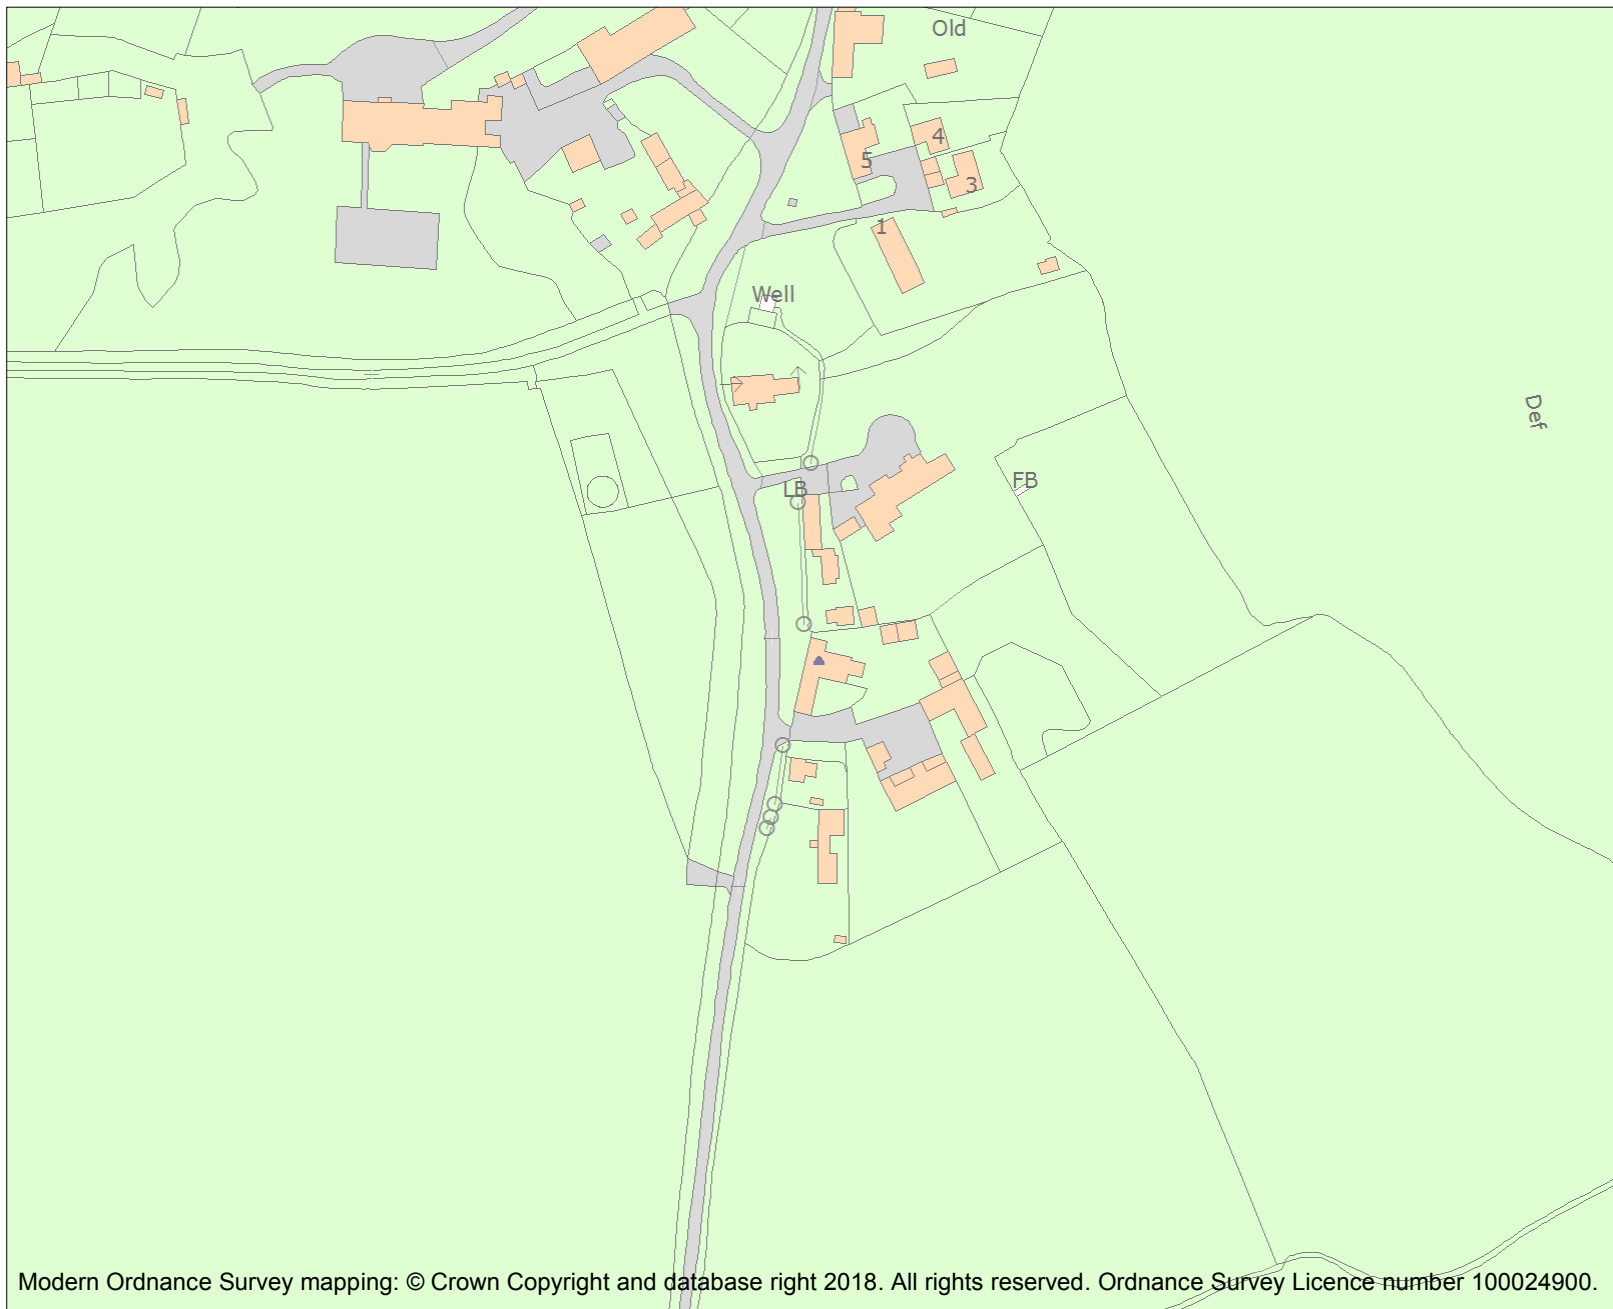 Old
4
5
3
1
Well
Def
FB
LB
Modern Ordnance Survey mapping: © Crown Copyright and database right 2018. All rights reserved. Ordnance Survey Licence number 100024900.